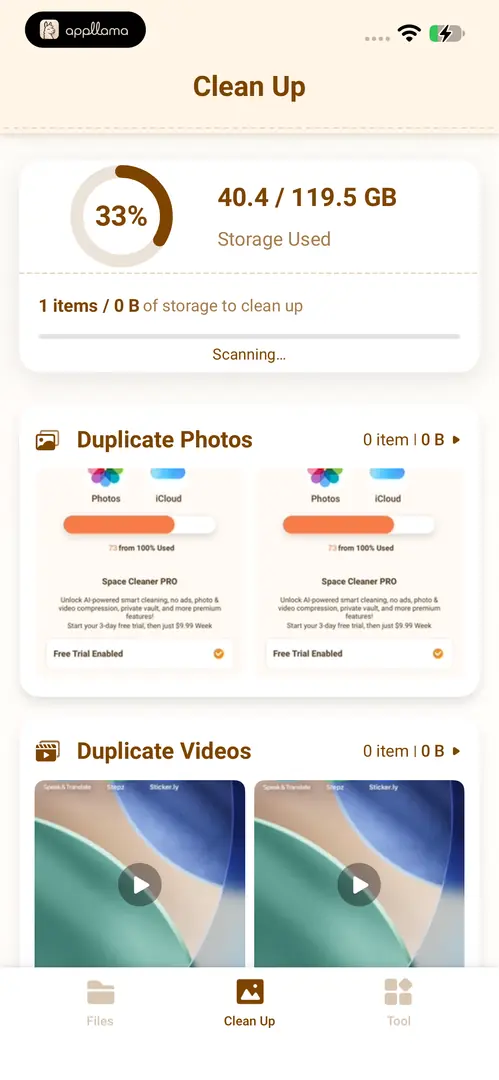 appllama
Clean Up
33%
40.4 / 119.5 GB
Storage Used
1 items / 0 B of storage to clean up
Scanning...
Duplicate Photos
0 item | 0 B
Photos
iCloud
Photos
iCloud
73 from 100% Used
73 from 100% Used
Space Cleaner PRO
Space Cleaner PRO
Unlock AI-powered smart cleaning, no ads, photo &
video compression, private vault, and more premium
features!
Start your 3-day free trial, then just $9.99 Week
Unlock AI-powered smart cleaning, no ads, photo &
video compression, private vault, and more premium
features!
Start your 3-day free trial, then just $9.99 Week
Free Trial Enabled
Free Trial Enabled
Duplicate Videos
0 item | 0 B
Speak & Translate
Stepz
Sticker.ly
Speak & Translate
Stepz
Sticker.ly
Files
Clean Up
Tool